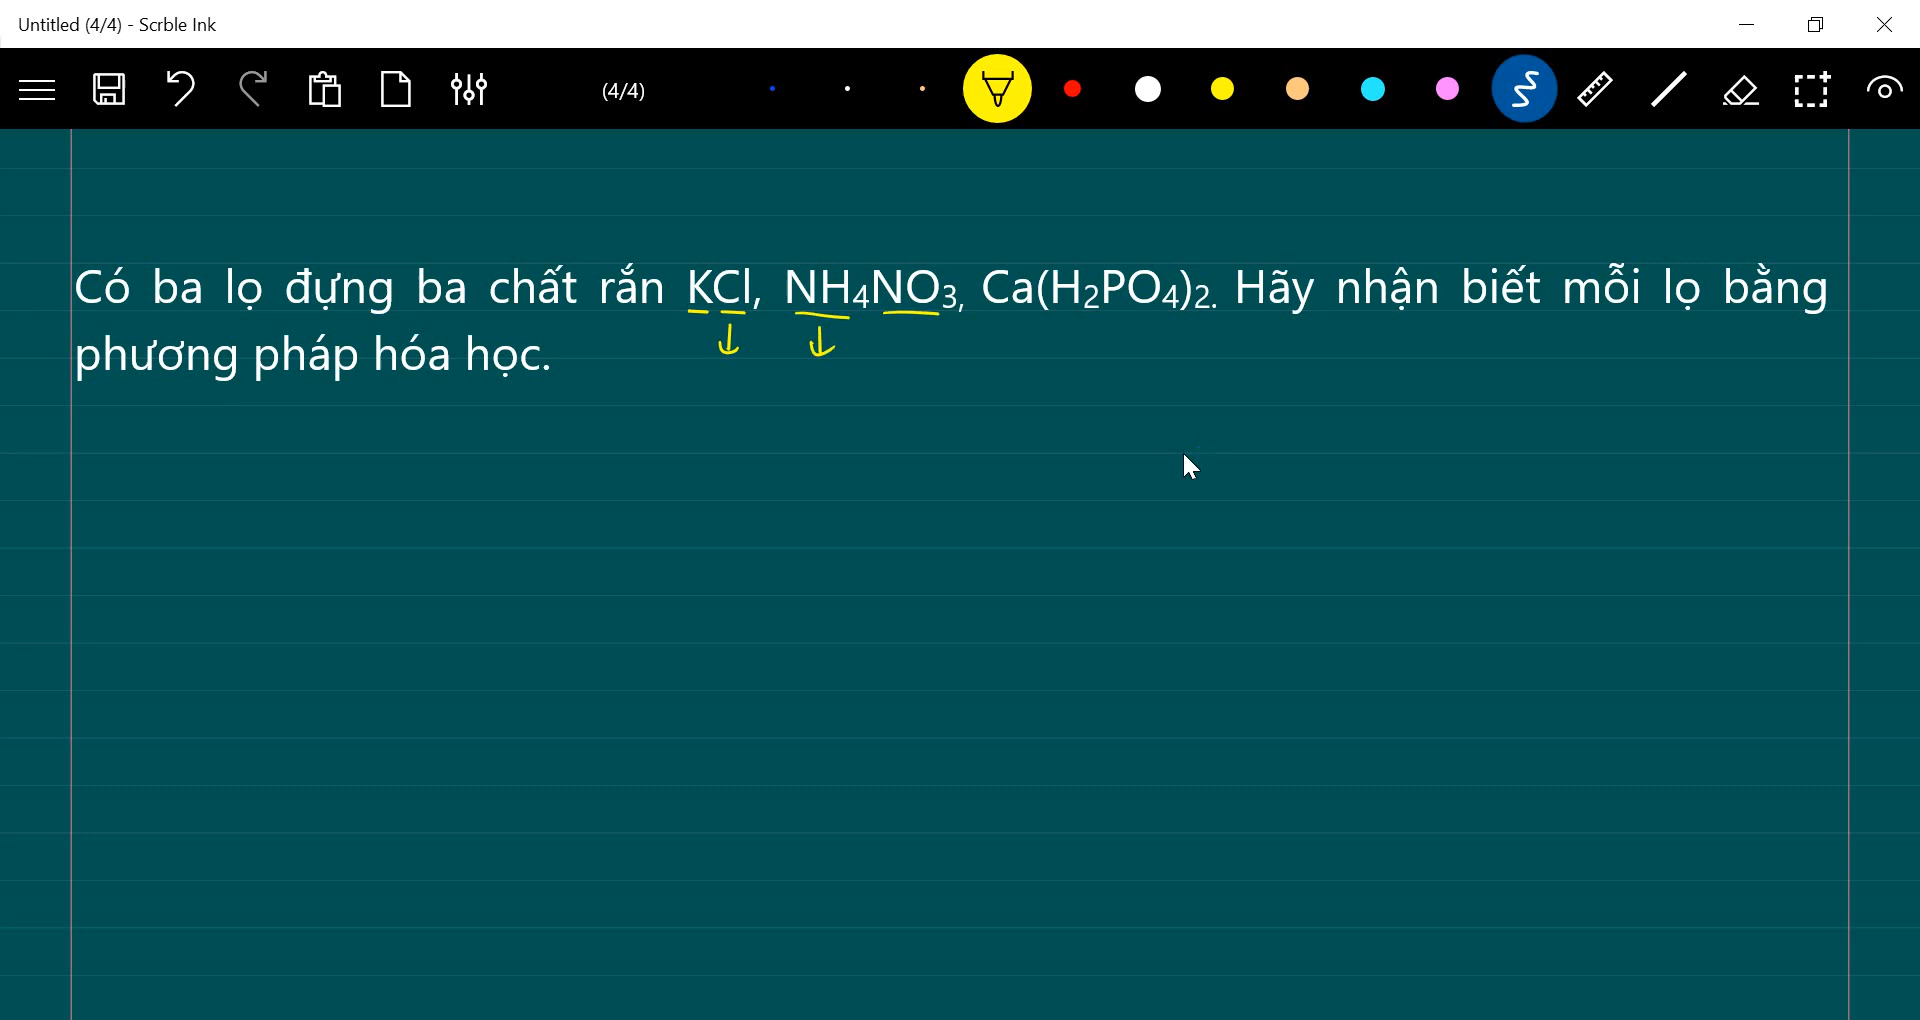 Untitled (4/4) - Scrble Ink
(4/4)
Có ba lọ đựng ba chất rắn KCl, NH₄NO₃, Ca(H₂PO₄)₂. Hãy nhận biết mỗi lọ bằng
phương pháp hóa học.